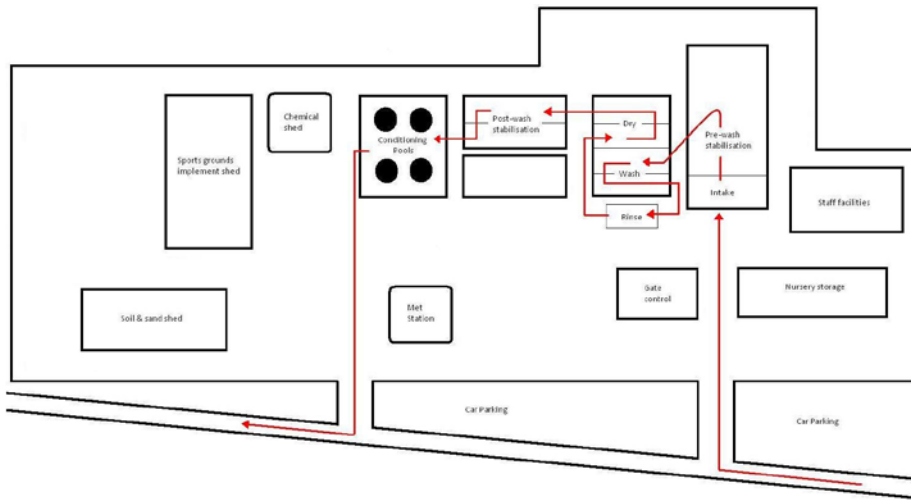 Chemical
shed
Sports grounds
implement shed
Conditioning
Pools
Post-wash
stabilisation
Dry
Wash
Rinse
Pre-wash
stabilisation
Intake
Staff facilities
Soil & sand shed
Met
Station
Gate
control
Nursery storage
Car Parking
Car Parking